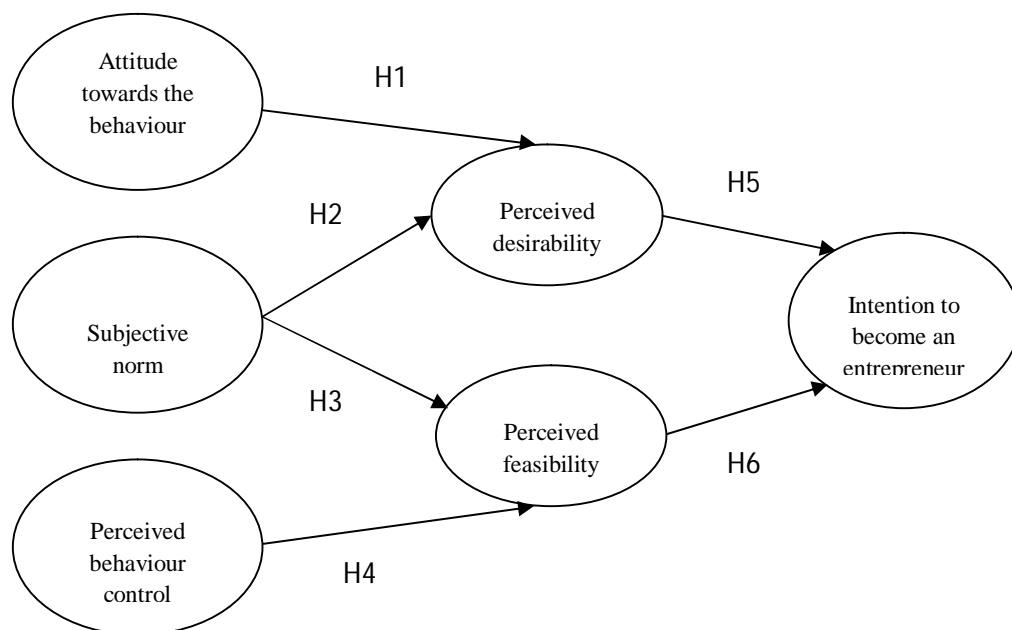 Attitude
towards the
behaviour
H1
Perceived
desirability
H5
H2
Subjective
norm
Intention to
become an
entrepreneur
H3
Perceived
feasibility
H6
Perceived
behaviour
control
H4